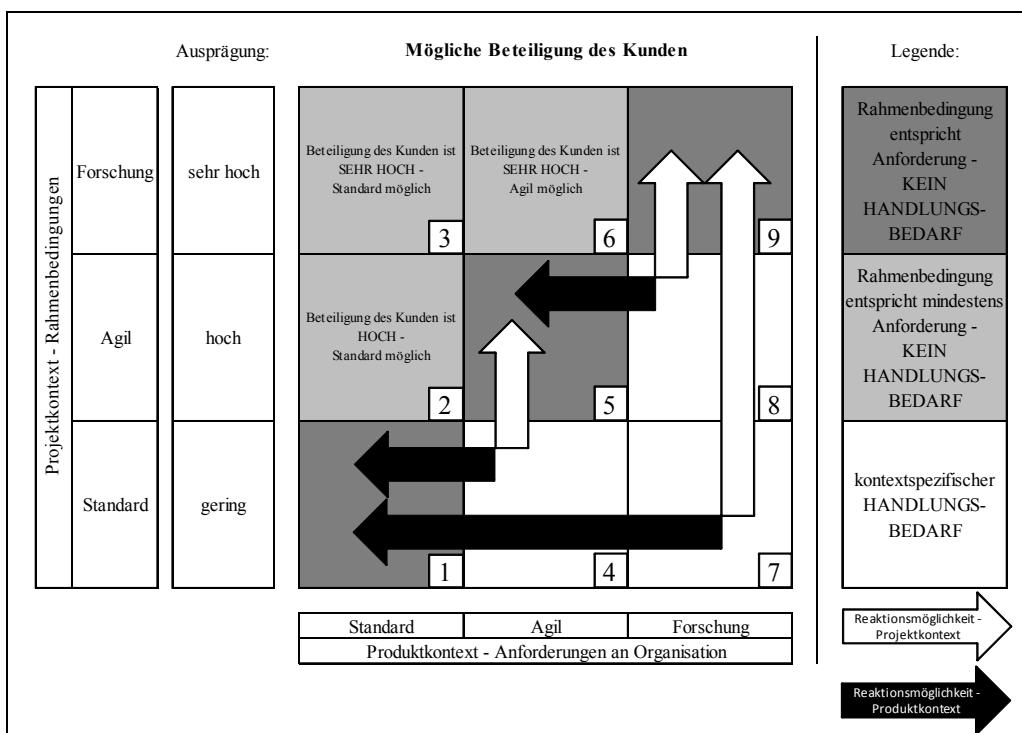 Ausprägung:
Mögliche Beteiligung des Kunden
Legende:
Projektkontext - Rahmenbedingungen
Forschung
sehr hoch
Beteiligung des Kunden ist
SEHR HOCH -
Standard möglich
3
Beteiligung des Kunden ist
SEHR HOCH -
Agil möglich
6
9
Agil
hoch
Beteiligung des Kunden ist
HOCH -
Standard möglich
2
5
8
Standard
gering
1
4
7
Standard
Agil
Forschung
Produktkontext - Anforderungen an Organisation
Rahmenbedingung
entspricht
Anforderung -
KEIN
HANDLUNGS-
BEDARF
Rahmenbedingung
entspricht mindestens
Anforderung -
KEIN
HANDLUNGS-
BEDARF
kontextspezifischer
HANDLUNGS-
BEDARF
Reaktionsmöglichkeit -
Projektkontext
Reaktionsmöglichkeit -
Produktkontext